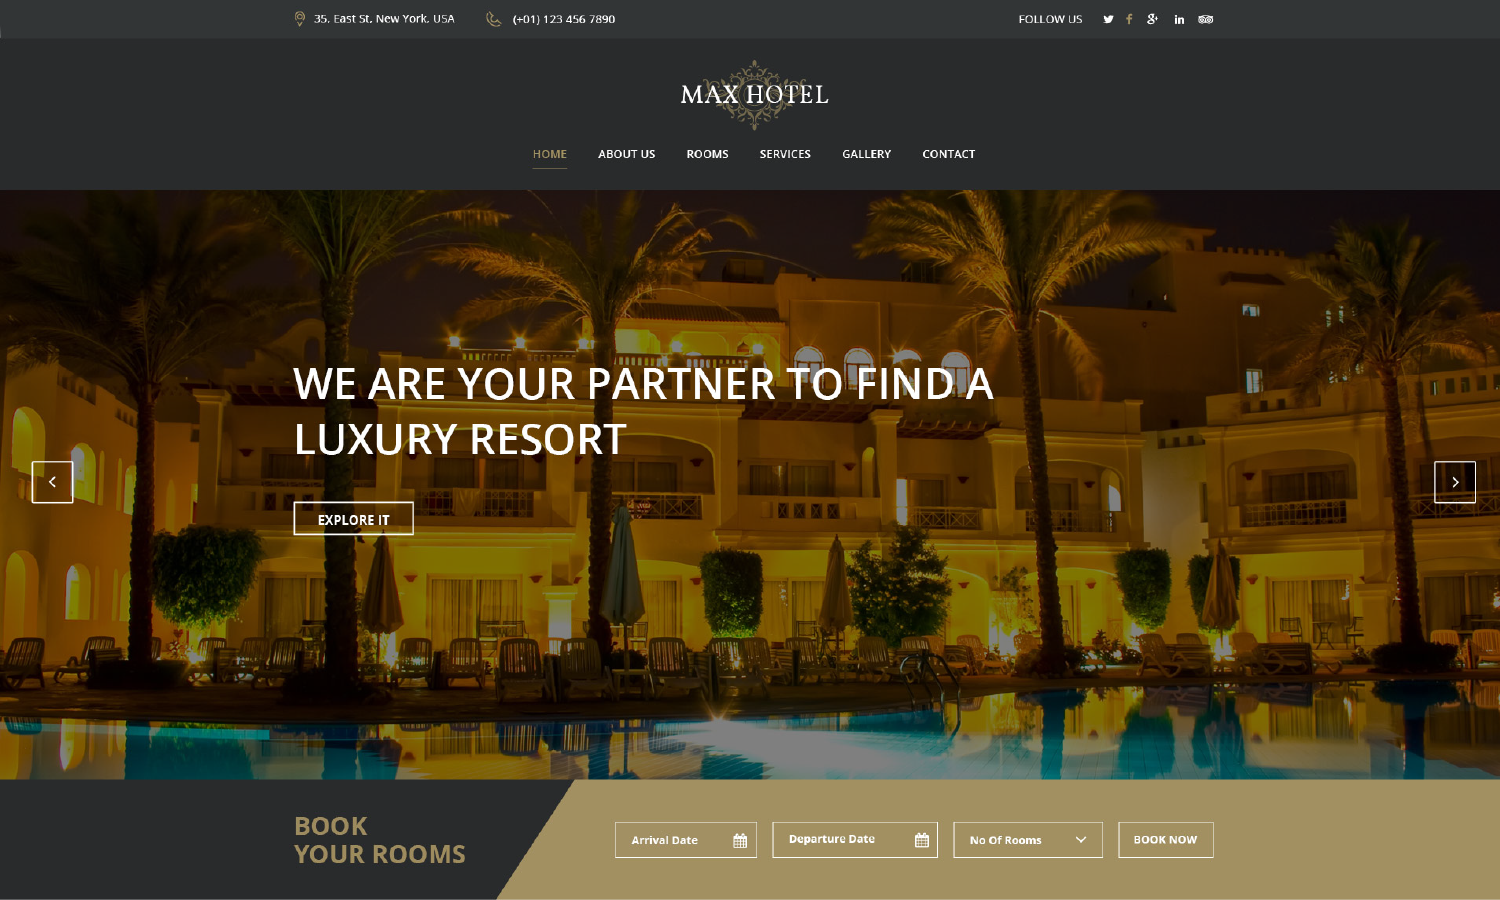 35. East St, New York, USA
(+01) 123 456 7890
FOLLOW US
MAX HOTEL
HOME
ABOUT US
ROOMS
SERVICES
GALLERY
CONTACT
WE ARE YOUR PARTNER TO FIND A
LUXURY RESORT
EXPLORE IT
BOOK
YOUR ROOMS
Arrival Date
Departure Date
No Of Rooms
BOOK NOW